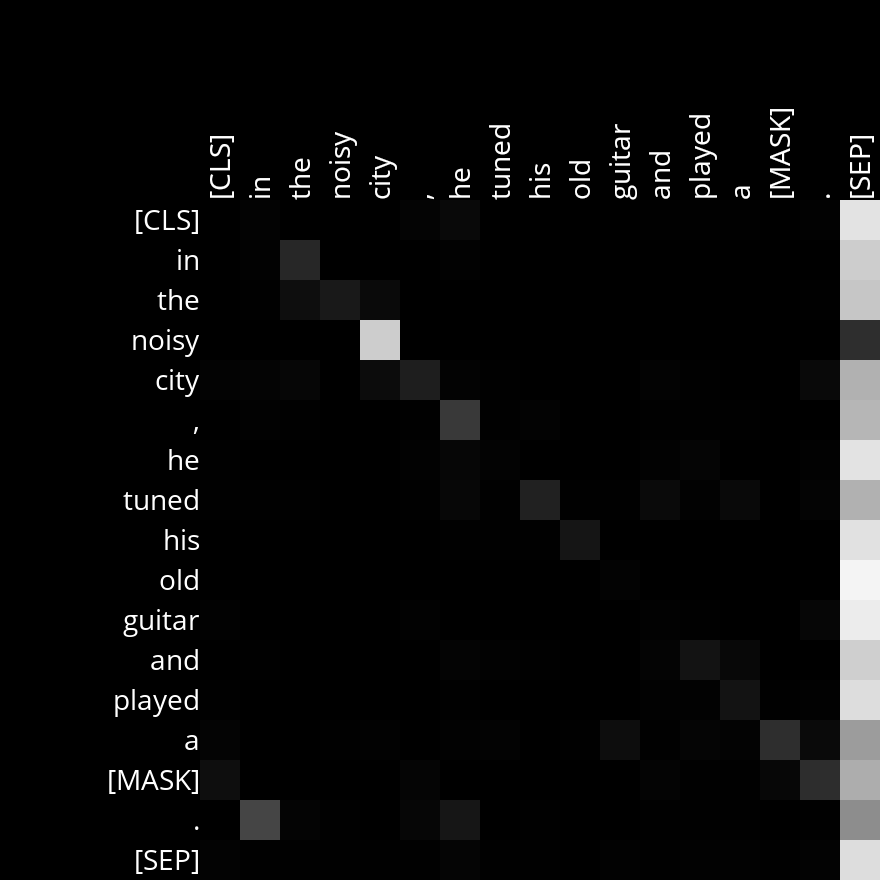 [CLS] in the noisy city , he tuned his old guitar and played a [MASK] . [SEP]
[CLS]
in
the
noisy
city
,
he
tuned
his
old
guitar
and
played
a
[MASK]
.
[SEP]